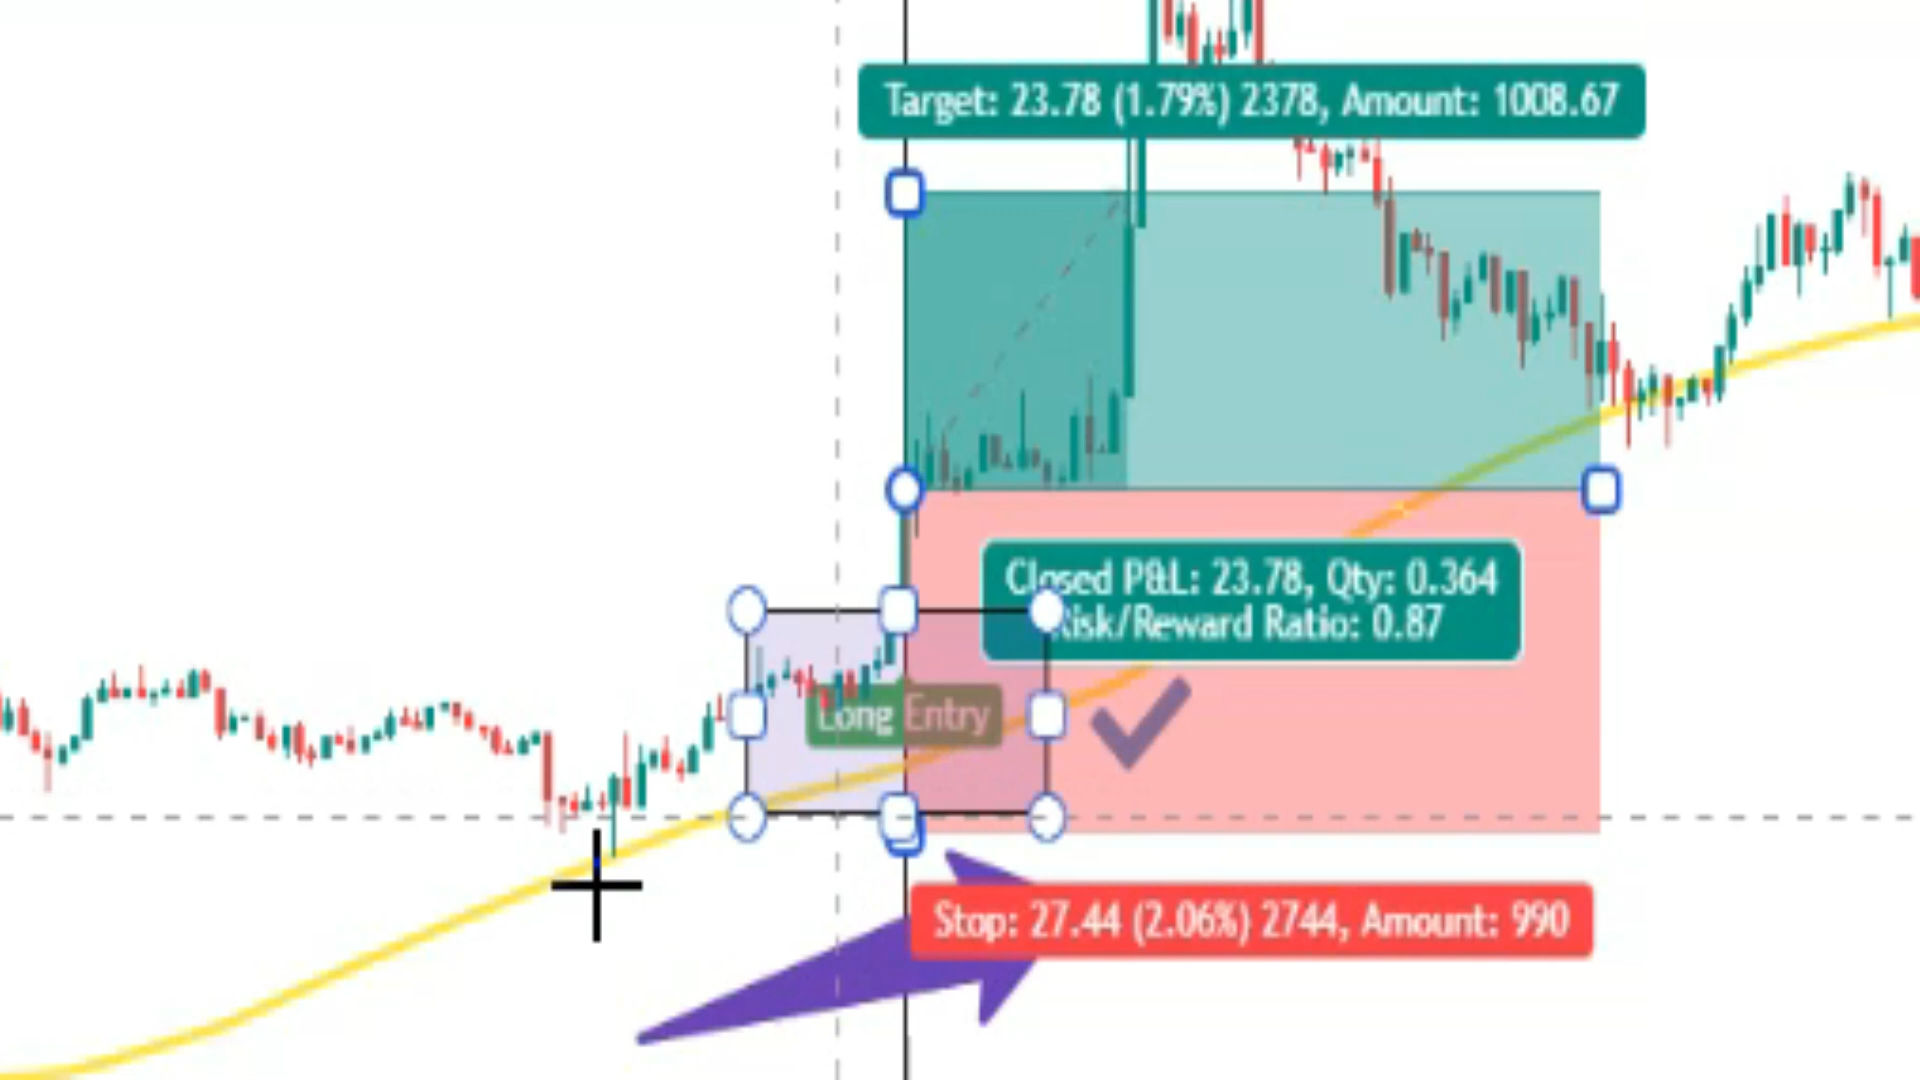 Target: 23.78 (1.79%) 2378, Amount: 1008.67
Closed P&L: 23.78, Qty: 0.364
Risk/Reward Ratio: 0.87
Long Entry
Stop: 27.44 (2.06%) 2744, Amount: 990